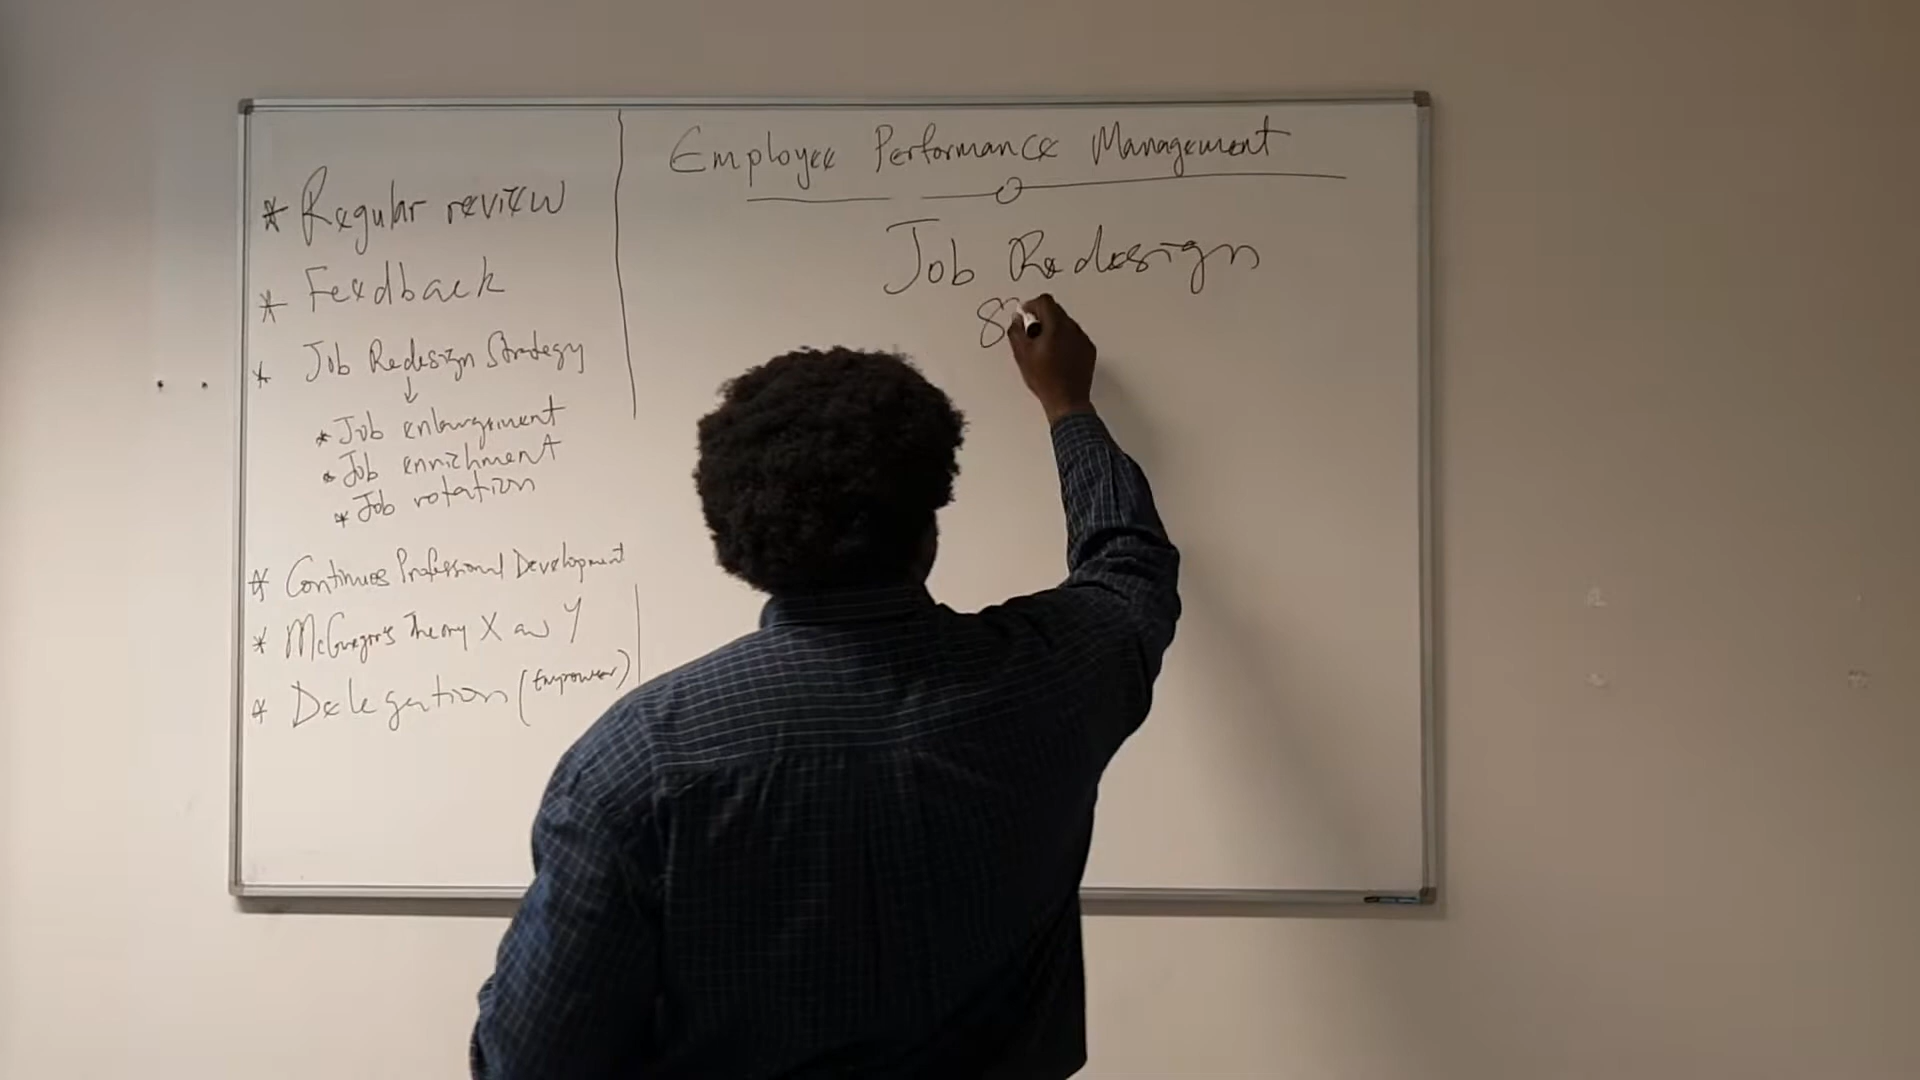 * Regular review
* Feedback
* Job Redesign Strategy
↓
* Job enlargement
* Job enrichment
* Job rotation
* Continues Professional Development
* McGregor's Theory X and Y
* Delegation (Empower)
Employee Performance Management
Job Redesign
8